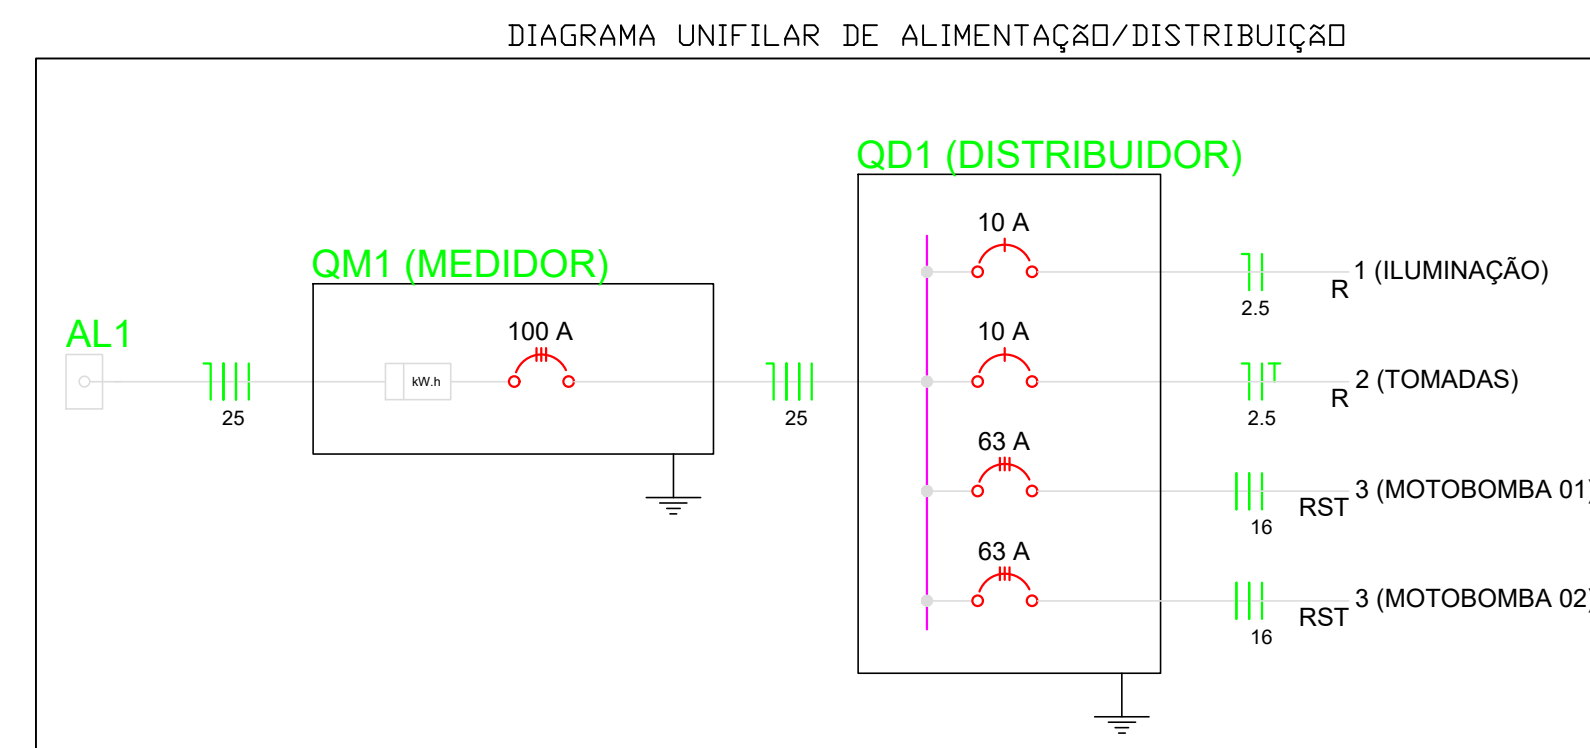 DIAGRAMA UNIFILAR DE ALIMENTAÇÃO/DISTRIBUIÇÃO
QD1 (DISTRIBUIDOR)
10 A
QM1 (MEDIDOR)
1 (ILUMINAÇÃO)
R
2.5
AL1
100 A
10 A
kW.h
2 (TOMADAS)
R
25
25
2.5
63 A
3 (MOTOBOMBA 01)
RST
16
63 A
3 (MOTOBOMBA 02)
RST
16